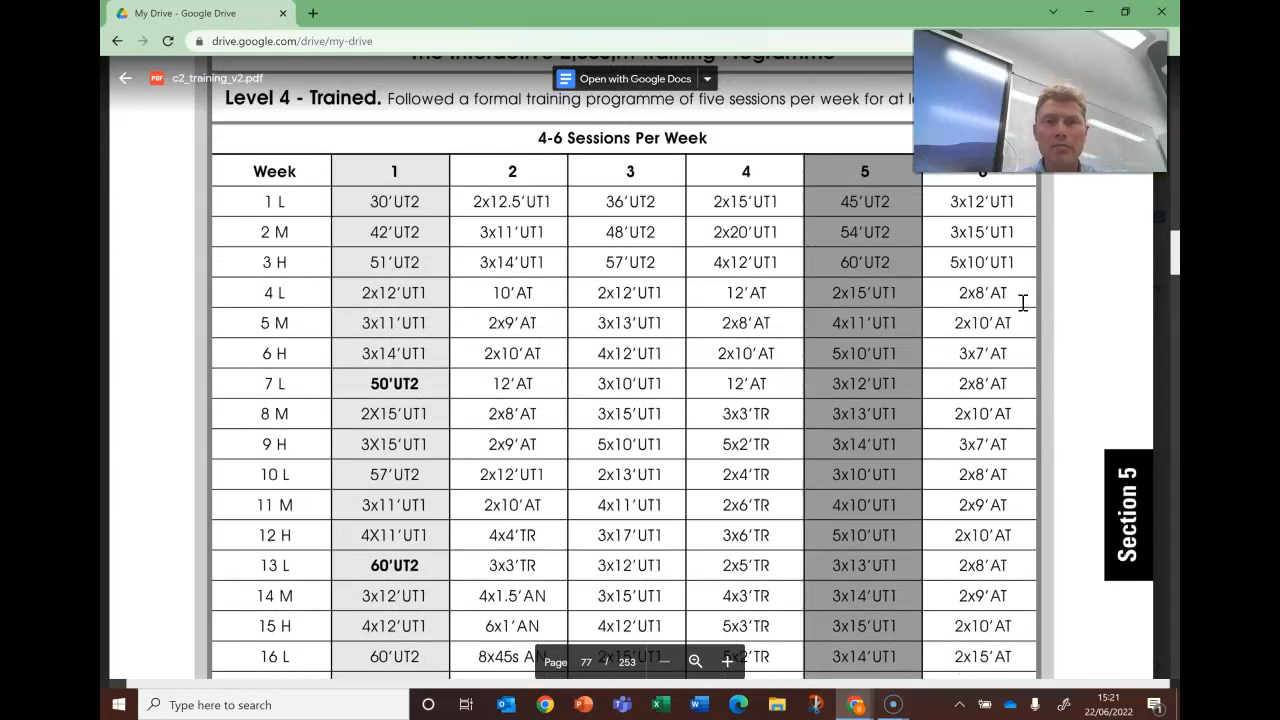 My Drive - Google Drive
drive.google.com/drive/my-drive
The Interactive 2,000m Training Programme
c2_training_v2.pdf
Open with Google Docs
Level 4 - Trained. Followed a formal training programme of five sessions per week for at
4-6 Sessions Per Week
Week 1 2 3 4 5 6
1 L 30'UT2 2x12.5'UT1 36'UT2 2x15'UT1 45'UT2 3x12'UT1
2 M 42'UT2 3x11'UT1 48'UT2 2x20'UT1 54'UT2 3x15'UT1
3 H 51'UT2 3x14'UT1 57'UT2 4x12'UT1 60'UT2 5x10'UT1
4 L 2x12'UT1 10'AT 2x12'UT1 12'AT 2x15'UT1 2x8'AT
5 M 3x11'UT1 2x9'AT 3x13'UT1 2x8'AT 4x11'UT1 2x10'AT
6 H 3x14'UT1 2x10'AT 4x12'UT1 2x10'AT 5x10'UT1 3x7'AT
7 L 50'UT2 12'AT 3x10'UT1 12'AT 3x12'UT1 2x8'AT
8 M 2X15'UT1 2x8'AT 3x15'UT1 3x3'TR 3x13'UT1 2x10'AT
9 H 3X15'UT1 2x9'AT 5x10'UT1 5x2'TR 3x14'UT1 3x7'AT
10 L 57'UT2 2x12'UT1 2x13'UT1 2x4'TR 3x10'UT1 2x8'AT
11 M 3x11'UT1 2x10'AT 4x11'UT1 2x6'TR 4x10'UT1 2x9'AT
12 H 4X11'UT1 4x4'TR 3x17'UT1 3x6'TR 5x10'UT1 2x10'AT
13 L 60'UT2 3x3'TR 3x12'UT1 2x5'TR 3x13'UT1 2x8'AT
14 M 3x12'UT1 4x1.5'AN 3x15'UT1 4x3'TR 3x14'UT1 2x9'AT
15 H 4x12'UT1 6x1'AN 4x12'UT1 5x3'TR 3x15'UT1 2x10'AT
16 L 60'UT2 8x45s AN 2x15'UT1 5x2'TR 3x14'UT1 2x15'AT
Section 5
Page 77 / 253
Type here to search
15:21
22/06/2022